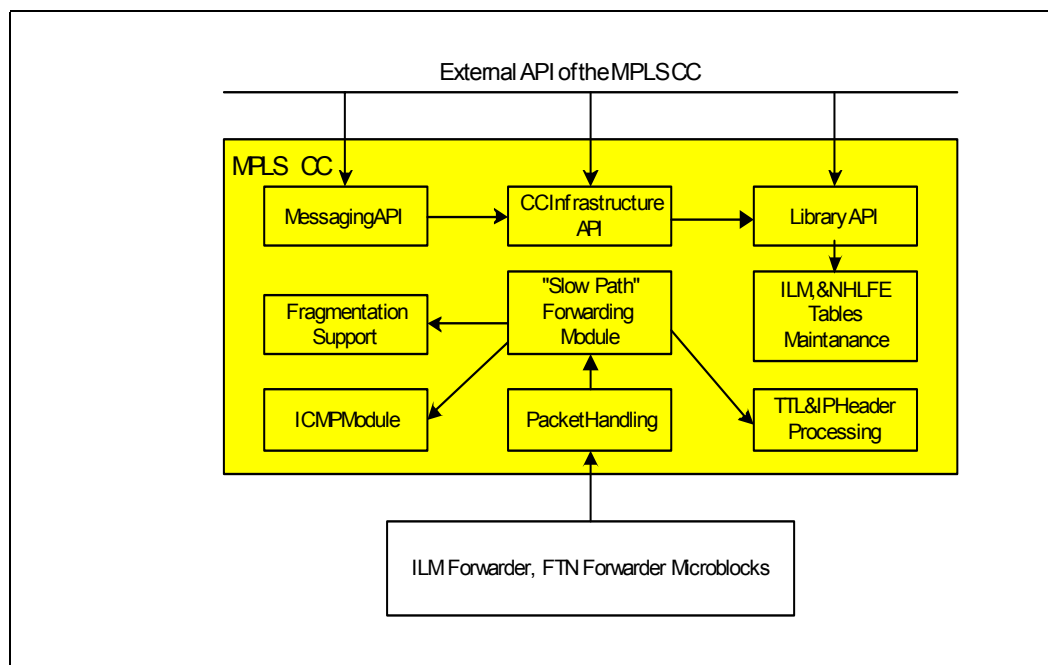 External API of the MPLS CC
MPLS CC
Messaging API
CC Infrastructure
API
Library API
"Slow Path"
Forwarding
Module
Fragmentation
Support
ILM, & NHLFE
Tables
Maintanance
ICMP Module
Packet Handling
TTL & IP Header
Processing
ILM Forwarder, FTN Forwarder Microblocks